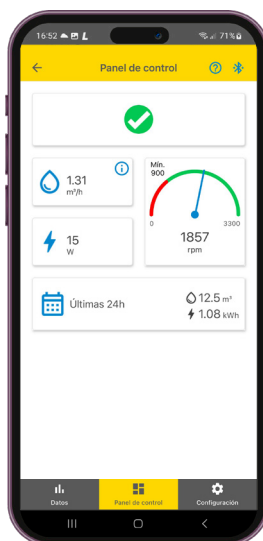 16:52
71%
Panel de control
1.31
m³/h
15
W
Mín.
900
0
3300
1857
rpm
Últimas 24h
12.5 m³
1.08 kWh
Datos
Panel de control
Configuración